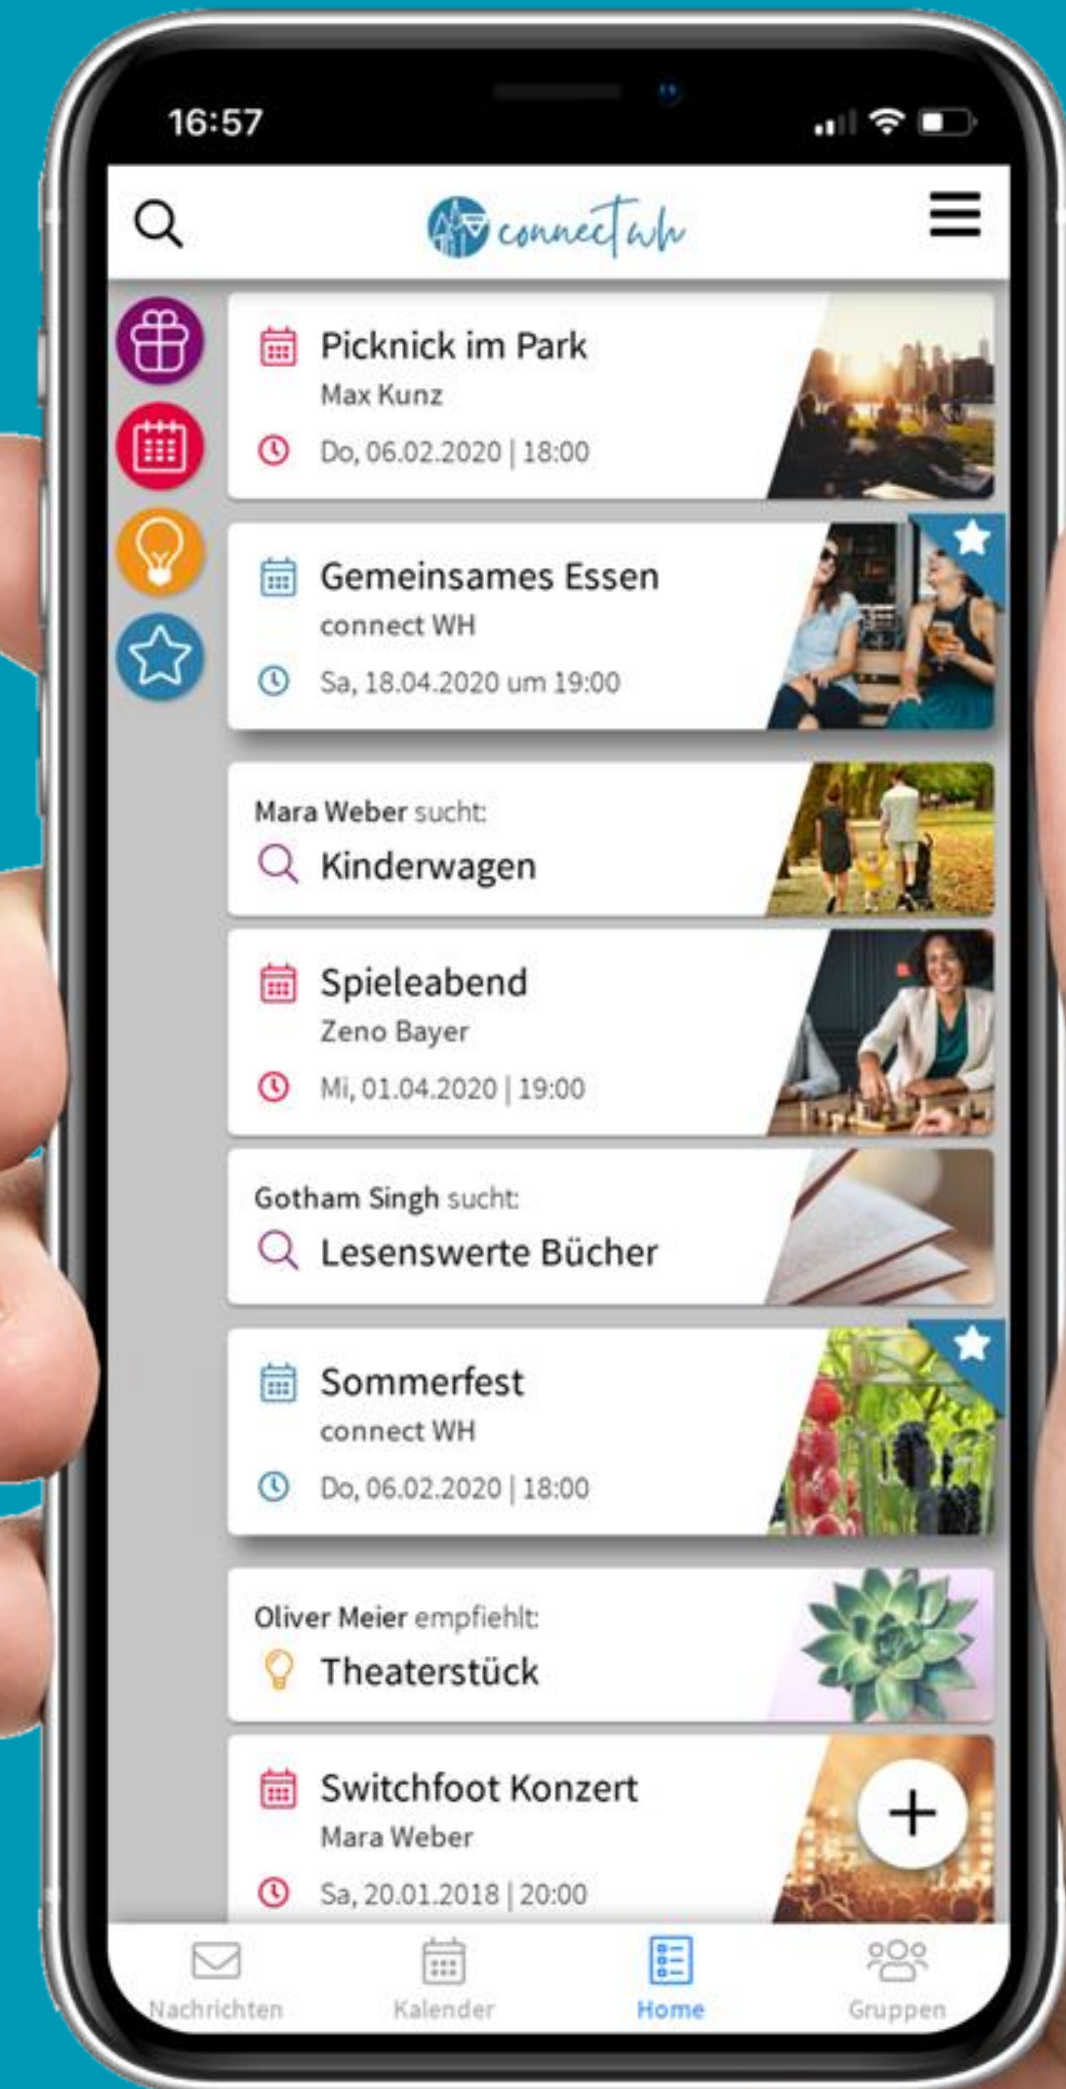 16:57
connect wh
Picknick im Park
Max Kunz
Do, 06.02.2020 | 18:00
Gemeinsames Essen
connect WH
Sa, 18.04.2020 um 19:00
Mara Weber sucht:
Kinderwagen
Spieleabend
Zeno Bayer
Mi, 01.04.2020 | 19:00
Gotham Singh sucht:
Lesenswerte Bücher
Sommerfest
connect WH
Do, 06.02.2020 | 18:00
Oliver Meier empfiehlt:
Theaterstück
Switchfoot Konzert
Mara Weber
Sa, 20.01.2018 | 20:00
Nachrichten Kalender Home Gruppen